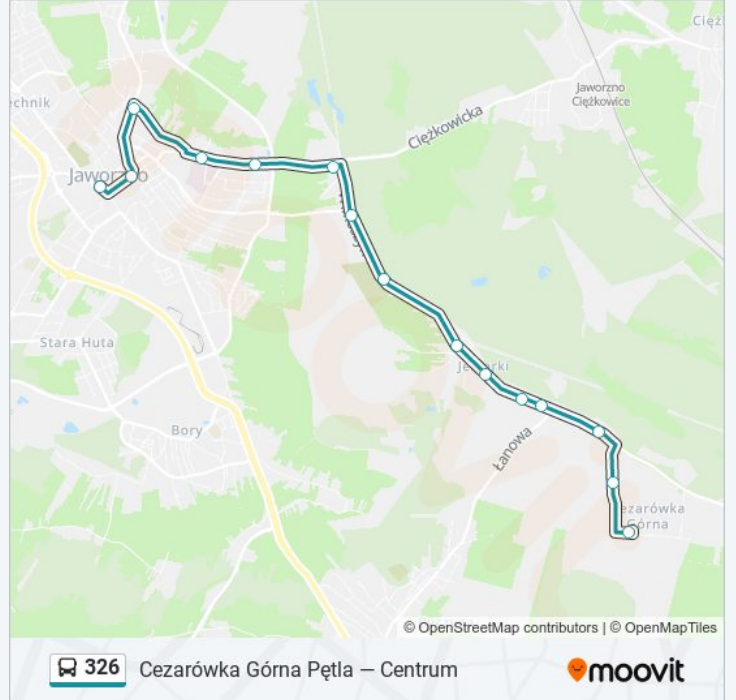 Cięż
echnik
Jaworzno
Ciężkowice
Ciężkowicka
Jaworzno
Stara Huta
Bory
Łanowa
ezarówka
Górna
© OpenStreetMap contributors | © OpenMapTiles
326
Cezarówka Górna Pętla — Centrum
moovit